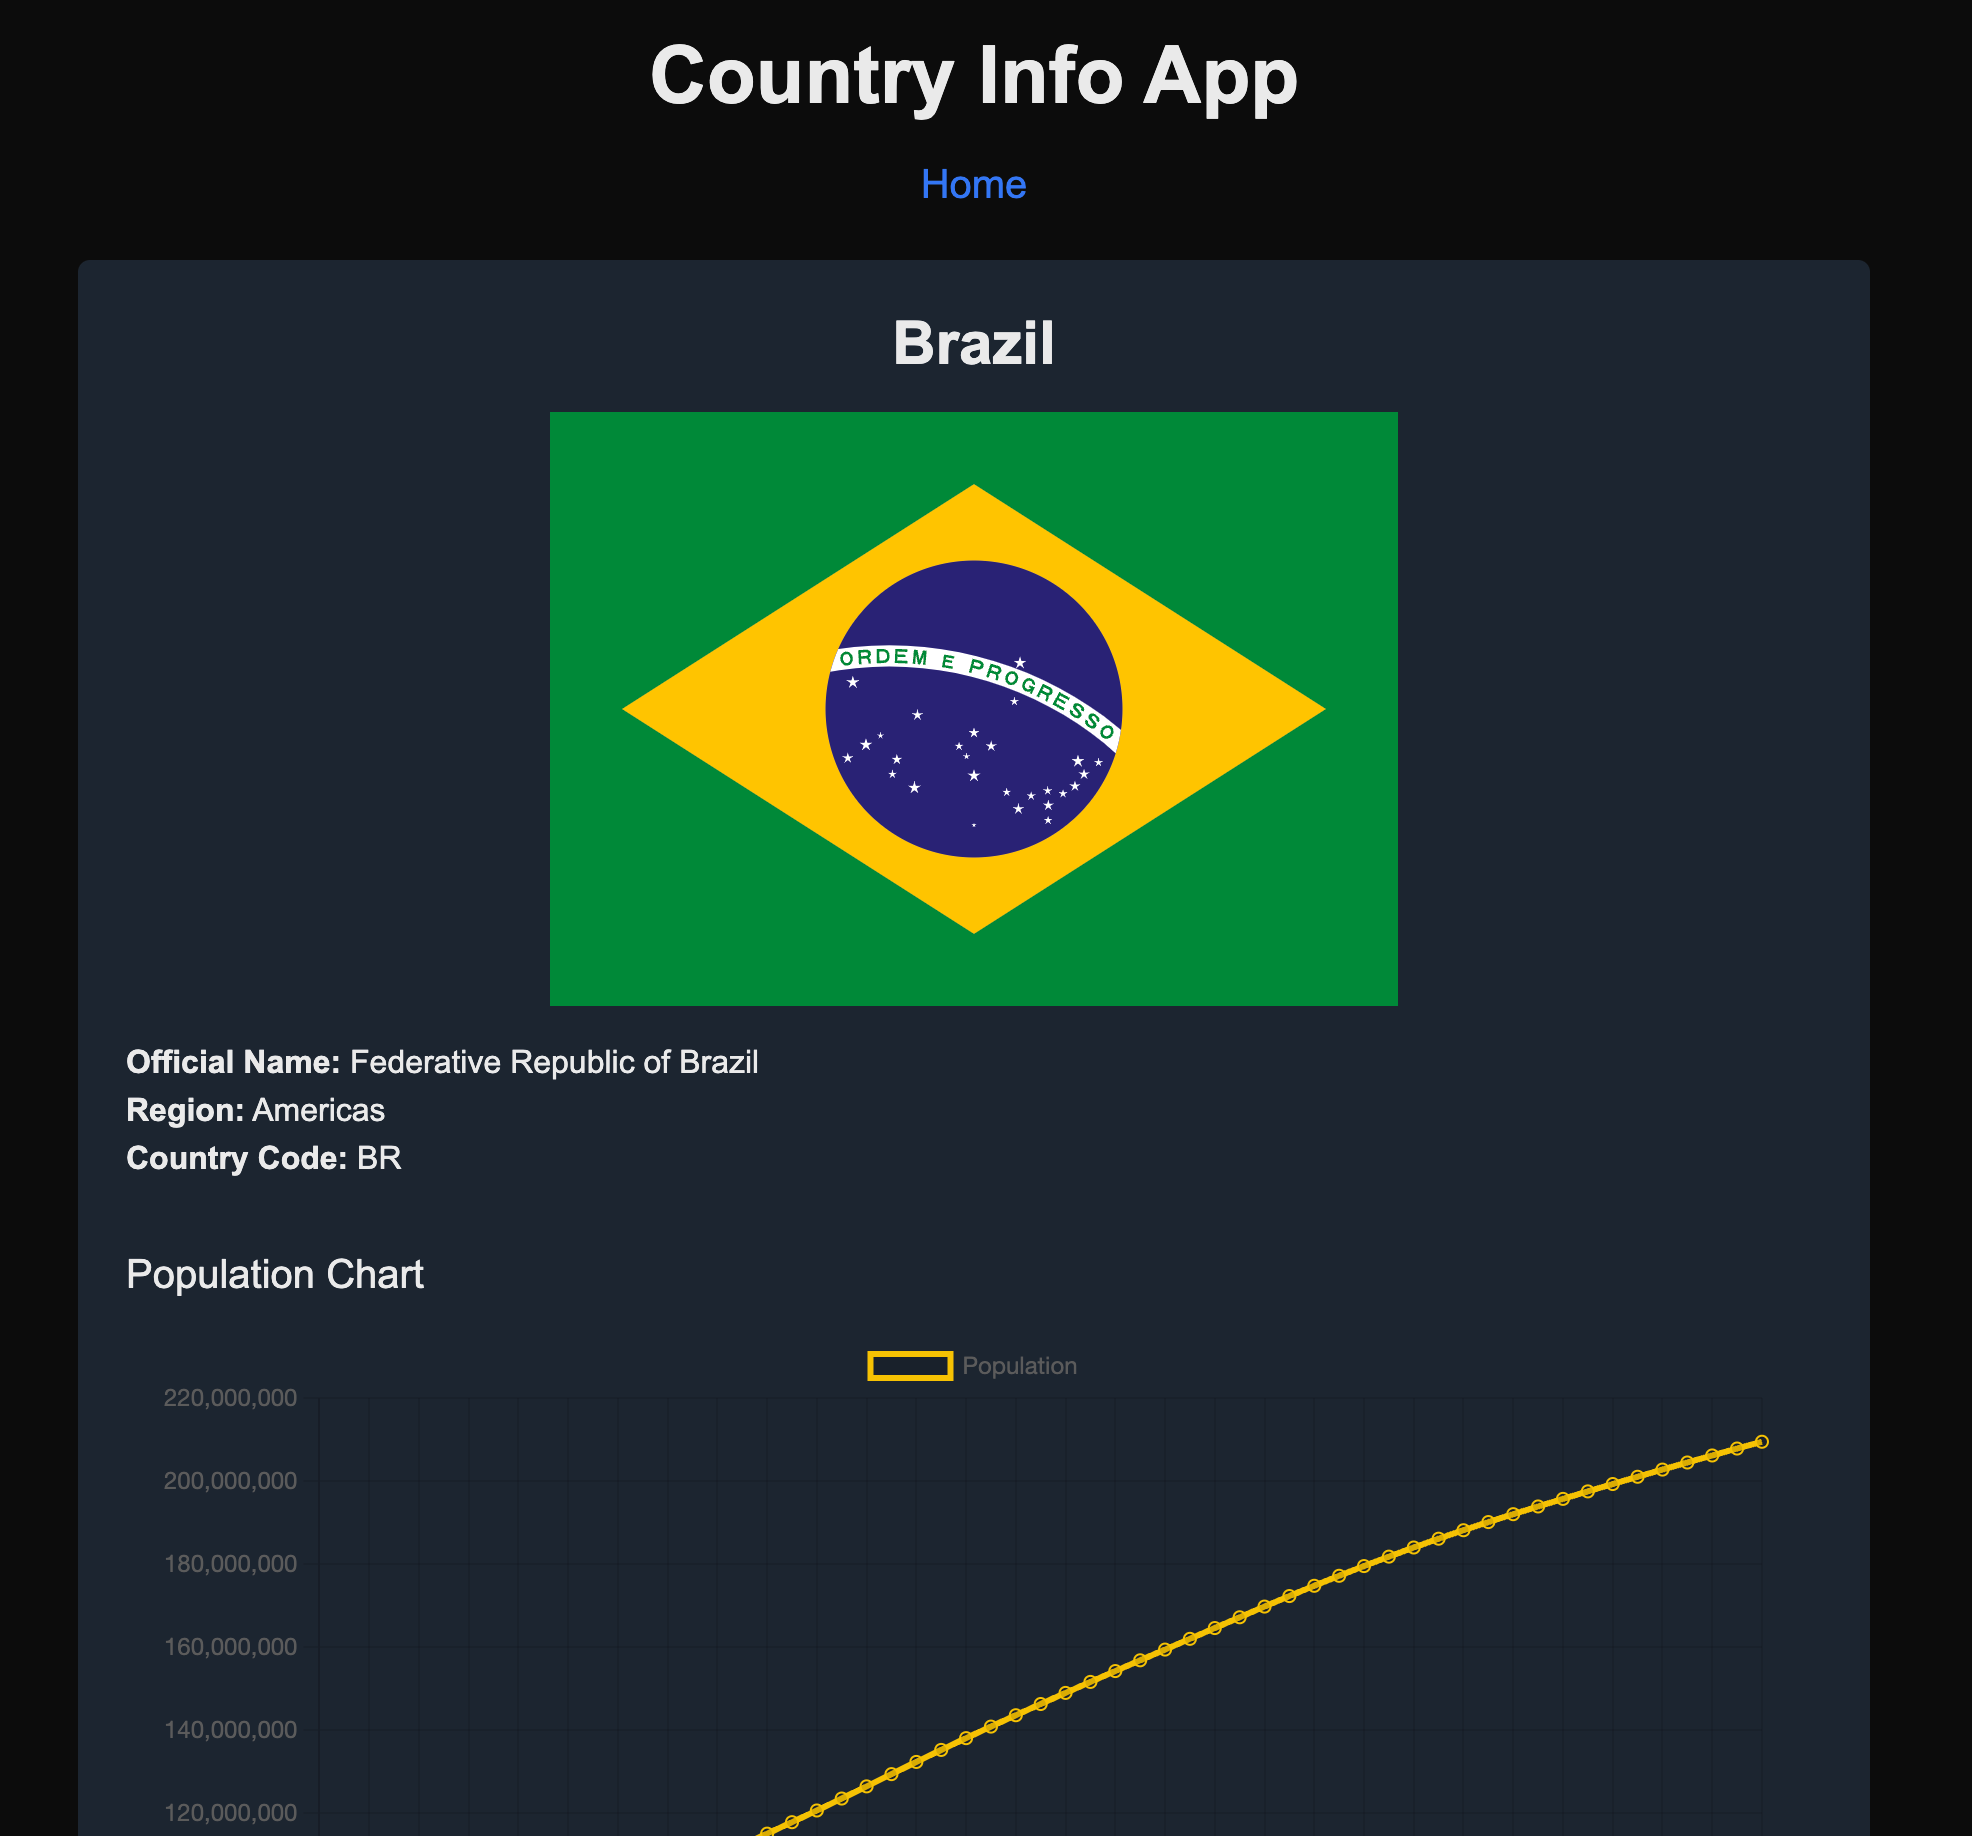 Country Info App
Home
Brazil
ORDEM E PROGRESSO
Official Name: Federative Republic of Brazil
Region: Americas
Country Code: BR
Population Chart
Population
220,000,000
200,000,000
180,000,000
160,000,000
140,000,000
120,000,000